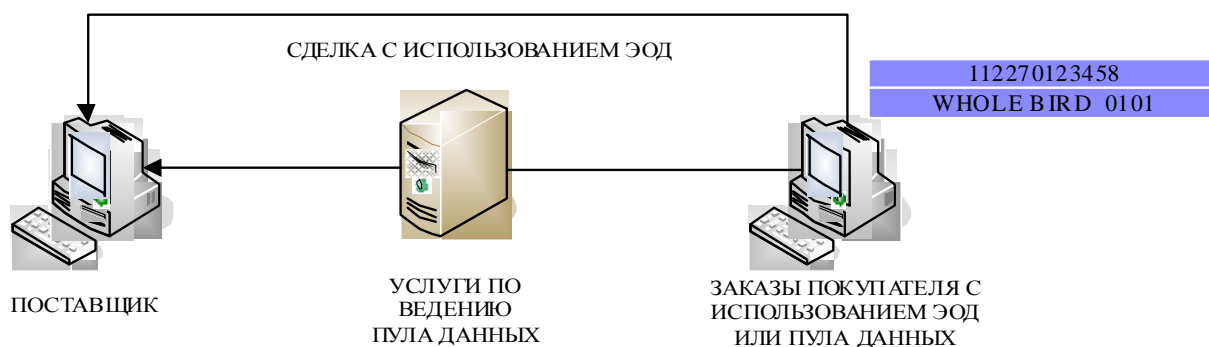 СДЕЛКА С ИСПОЛЬЗОВАНИЕМ ЭОД
112270123458
WHOLE BIRD 0101
ПОСТАВЩИК
УСЛУГИ ПО
ВЕДЕНИЮ
ПУЛА ДАННЫХ
ЗАКАЗЫ ПОКУПАТЕЛЯ С
ИСПОЛЬЗОВАНИЕМ ЭОД
ИЛИ ПУЛА ДАННЫХ